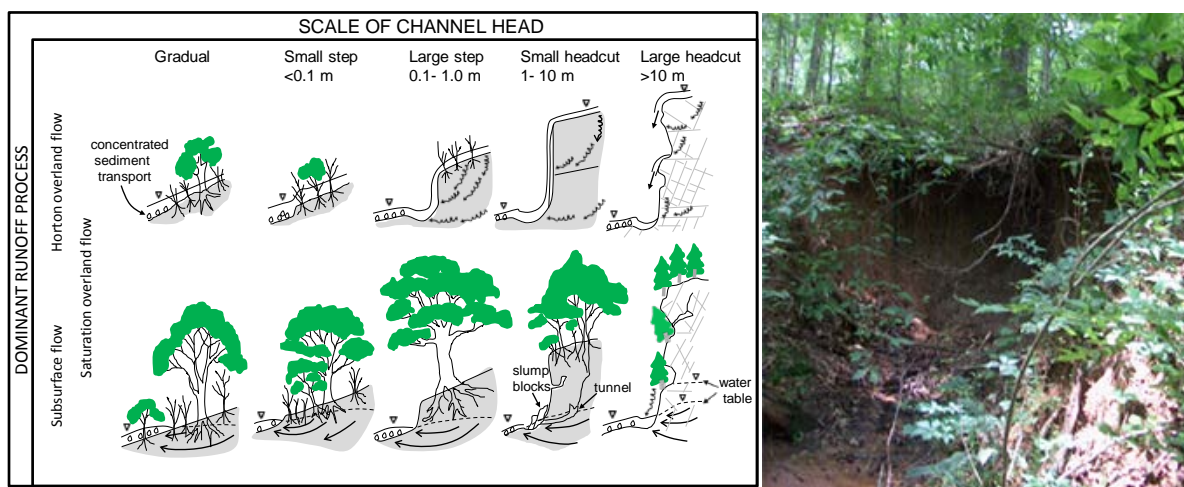 SCALE OF CHANNEL HEAD
Gradual
Small step
<0.1 m
Large step
0.1- 1.0 m
Small headcut
1- 10 m
Large headcut
>10 m
DOMINANT RUNOFF PROCESS
Horton overland flow
Saturation overland flow
Subsurface flow
concentrated
sediment
transport
slump
blocks
tunnel
water
table